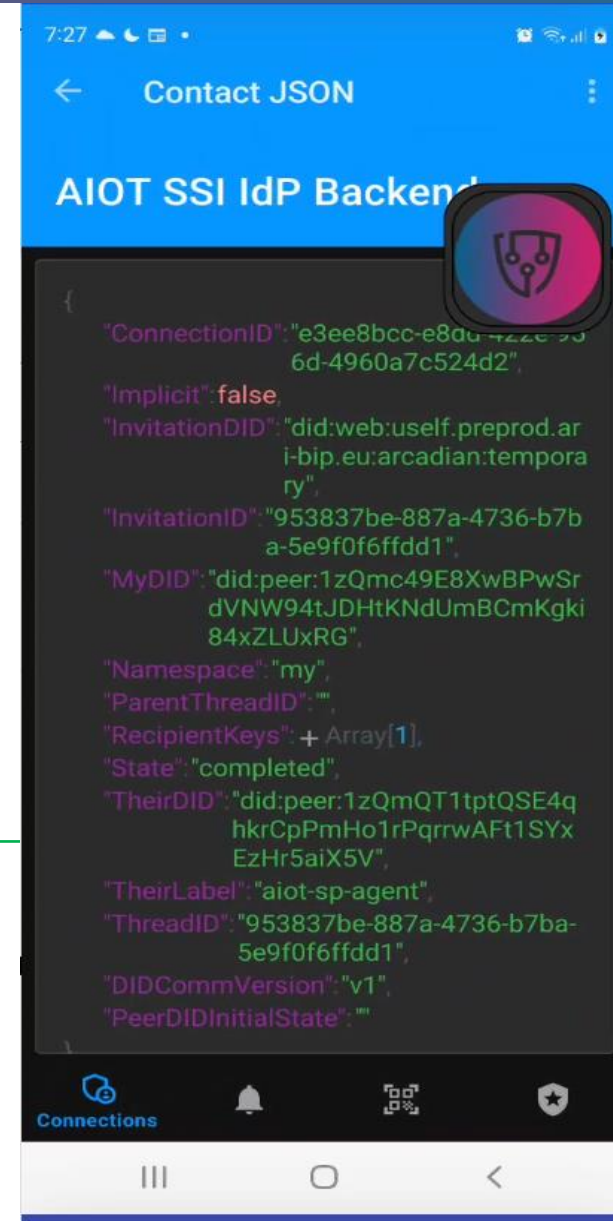 7:27
Contact JSON
AIOT SSI IdP Backend
{
"ConnectionID":"e3ee8bcc-e8dd-422e-95
6d-4960a7c524d2",
"Implicit":false,
"InvitationDID":"did:web:uself.preprod.ar
i-bip.eu:arcadian:tempora
ry",
"InvitationID":"953837be-887a-4736-b7b
a-5e9f0f6ffdd1",
"MyDID":"did:peer:1zQmc49E8XwBPwSr
dVNW94tJDHtKNdUmBCmKgki
84xZLUxRG",
"Namespace":"my",
"ParentThreadID":"",
"RecipientKeys":+ Array[1],
"State":"completed",
"TheirDID":"did:peer:1zQmQT1tptQSE4q
hkrCpPmHo1rPqrrwAFt1SYx
EzHr5aiX5V",
"TheirLabel":"aiot-sp-agent",
"ThreadID":"953837be-887a-4736-b7ba-
5e9f0f6ffdd1",
"DIDCommVersion":"v1",
"PeerDIDInitialState":""
}
Connections